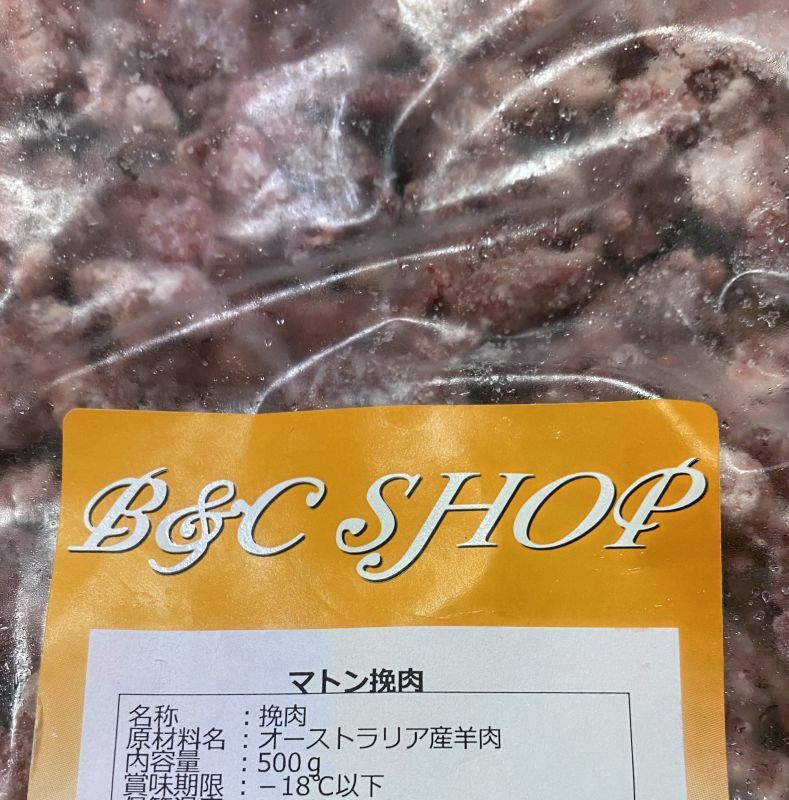 B&C SHOP
マトン挽肉
名称　　：挽肉
原材料名：オーストラリア産羊肉
内容量　：500g
賞味期限：－18℃以下